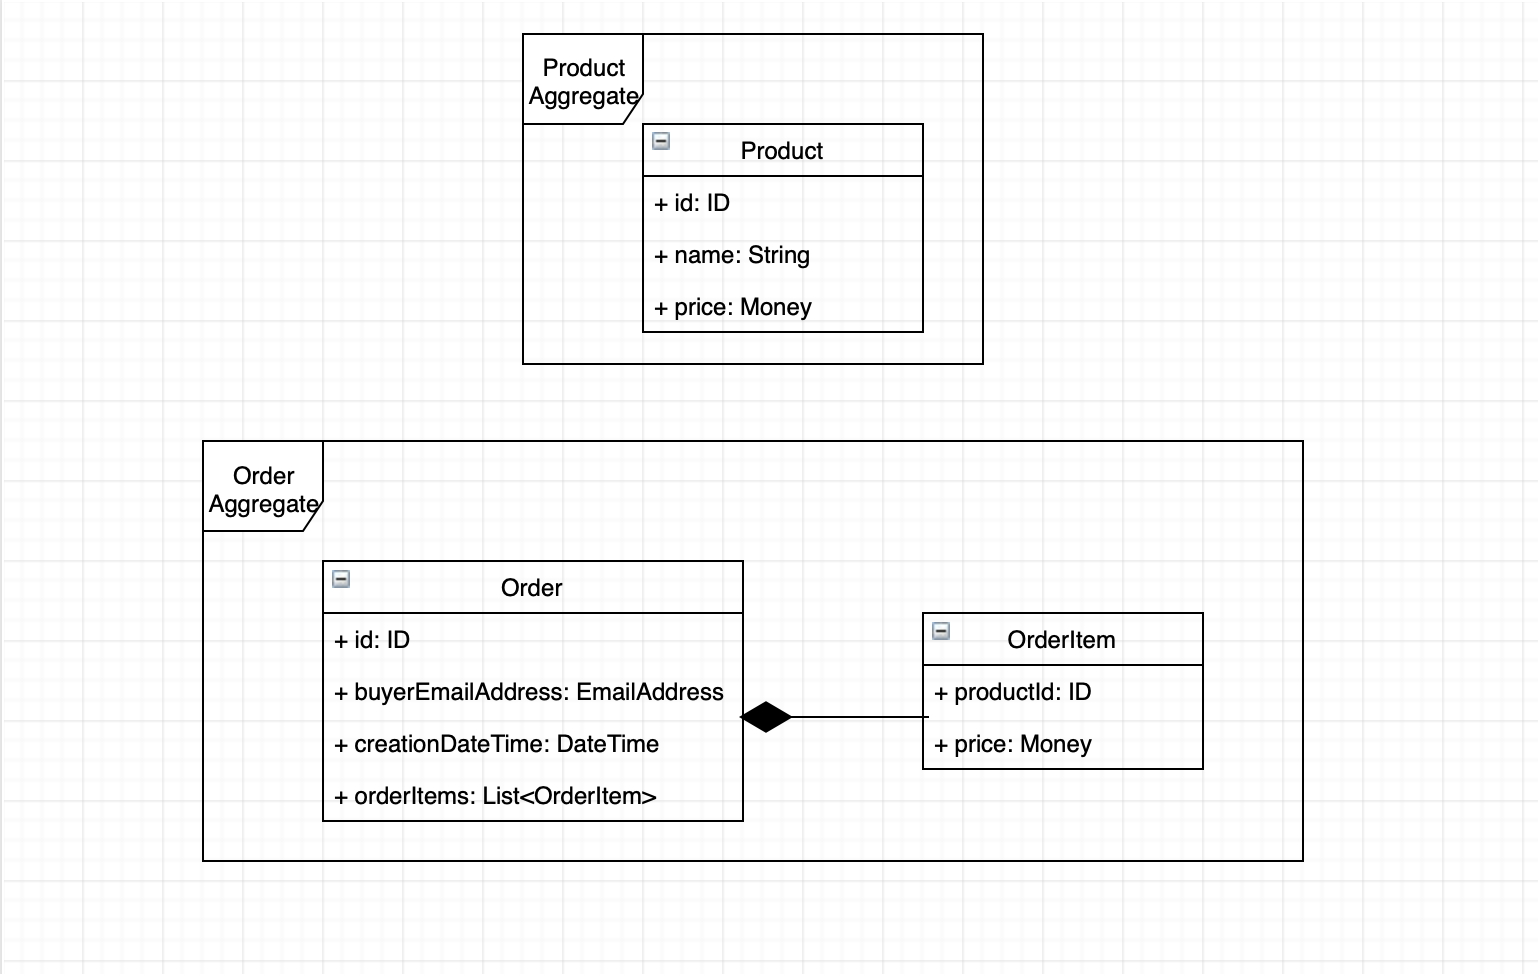 Product
Aggregate
Product
+ id: ID
+ name: String
+ price: Money
Order
Aggregate
Order
+ id: ID
+ buyerEmailAddress: EmailAddress
+ creationDateTime: DateTime
+ orderItems: List<OrderItem>
OrderItem
+ productId: ID
+ price: Money